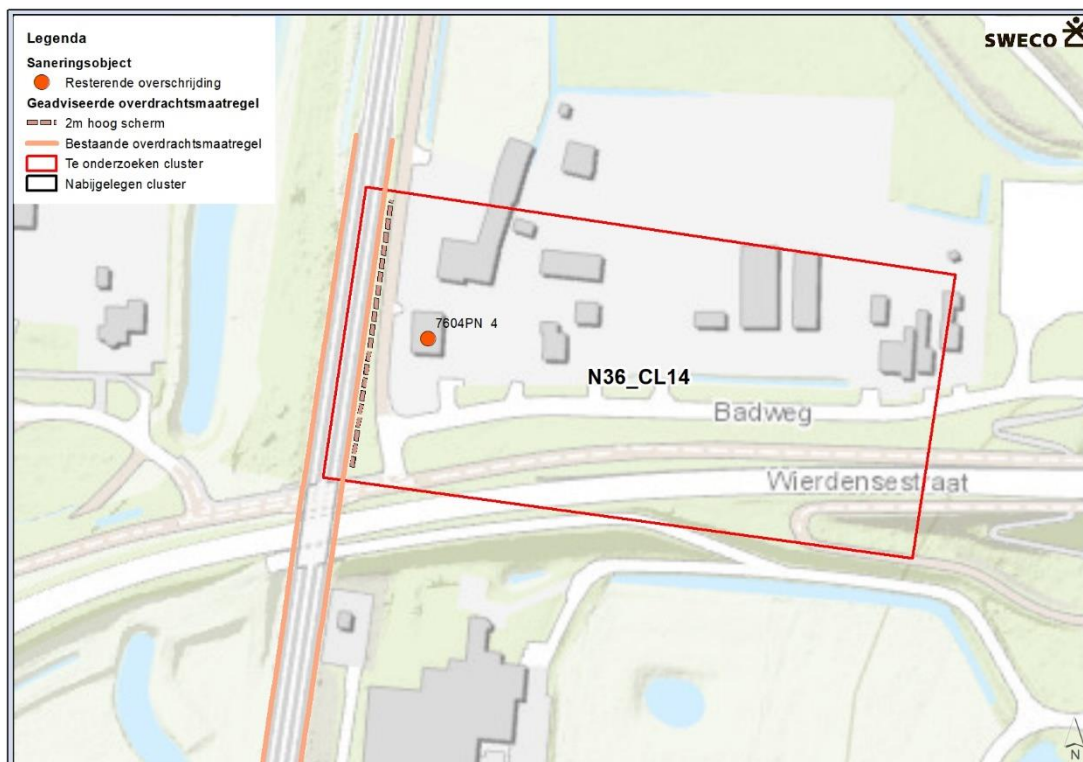 Legenda
Saneringsobject
Resterende overschrijding
Geadviseerde overdrachtsmaatregel
2m hoog scherm
Bestaande overdrachtsmaatregel
Te onderzoeken cluster
Nabijgelegen cluster
SWECO
7604PN 4
N36_CL14
Badweg
Wierdensestraat
N